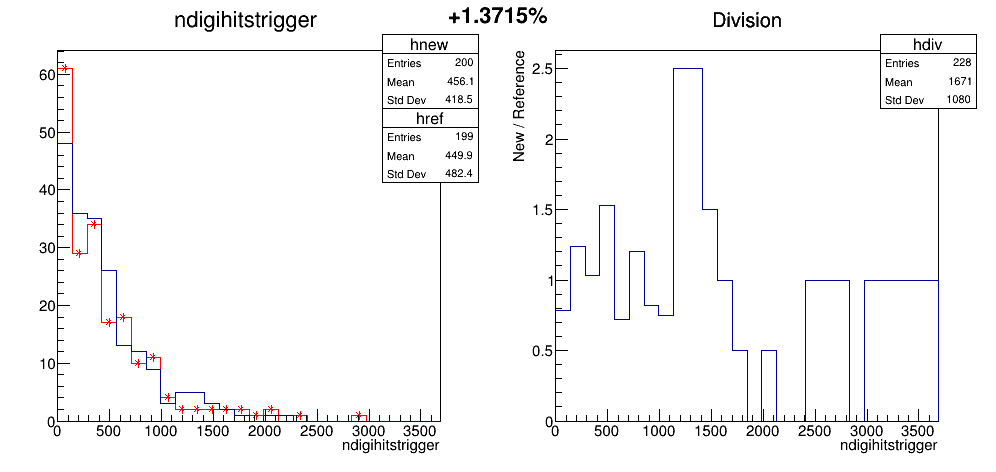 +1.3715%
ndigihitstrigger
hnew
Entries 200
Mean 456.1
Std Dev 418.5
href
Entries 199
Mean 449.9
Std Dev 482.4
60
50
40
30
20
10
0
0 500 1000 1500 2000 2500 3000 3500
ndigihitstrigger
Division
hdiv
Entries 228
Mean 1671
Std Dev 1080
New / Reference
2.5
2
1.5
1
0.5
0
0 500 1000 1500 2000 2500 3000 3500
ndigihitstrigger